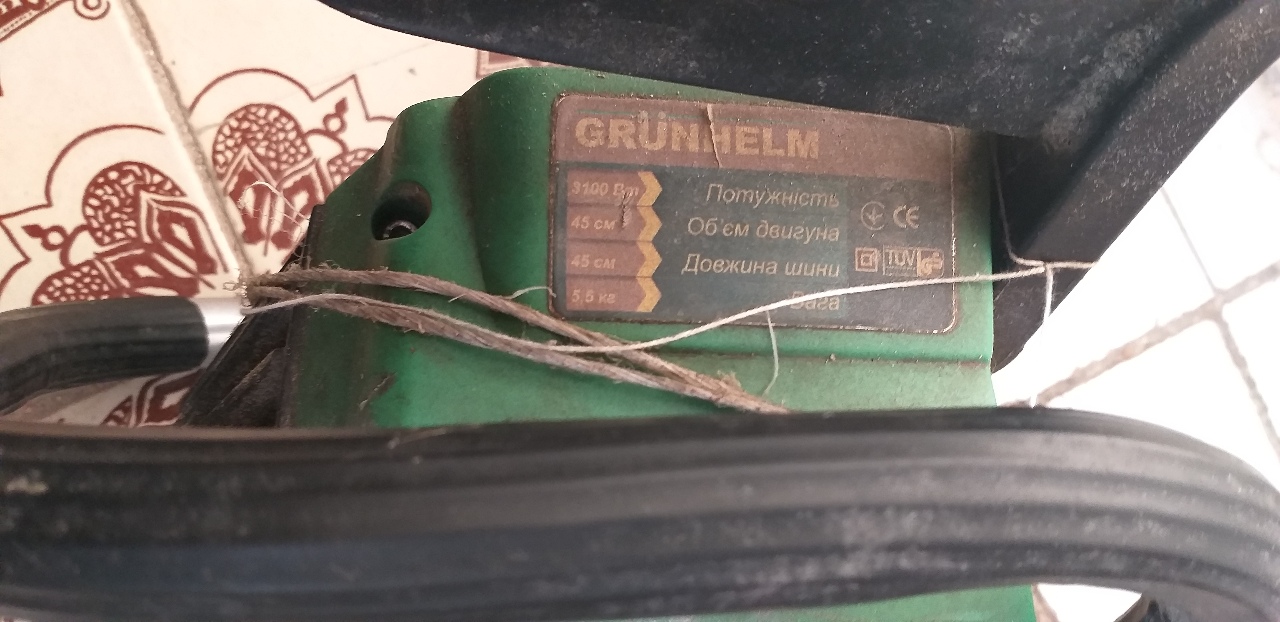 GRÜNHELM
3100 Вт Потужність
45 см Об'єм двигуна
45 см Довжина шини
5,5 кг Вага
CE
TÜV GS